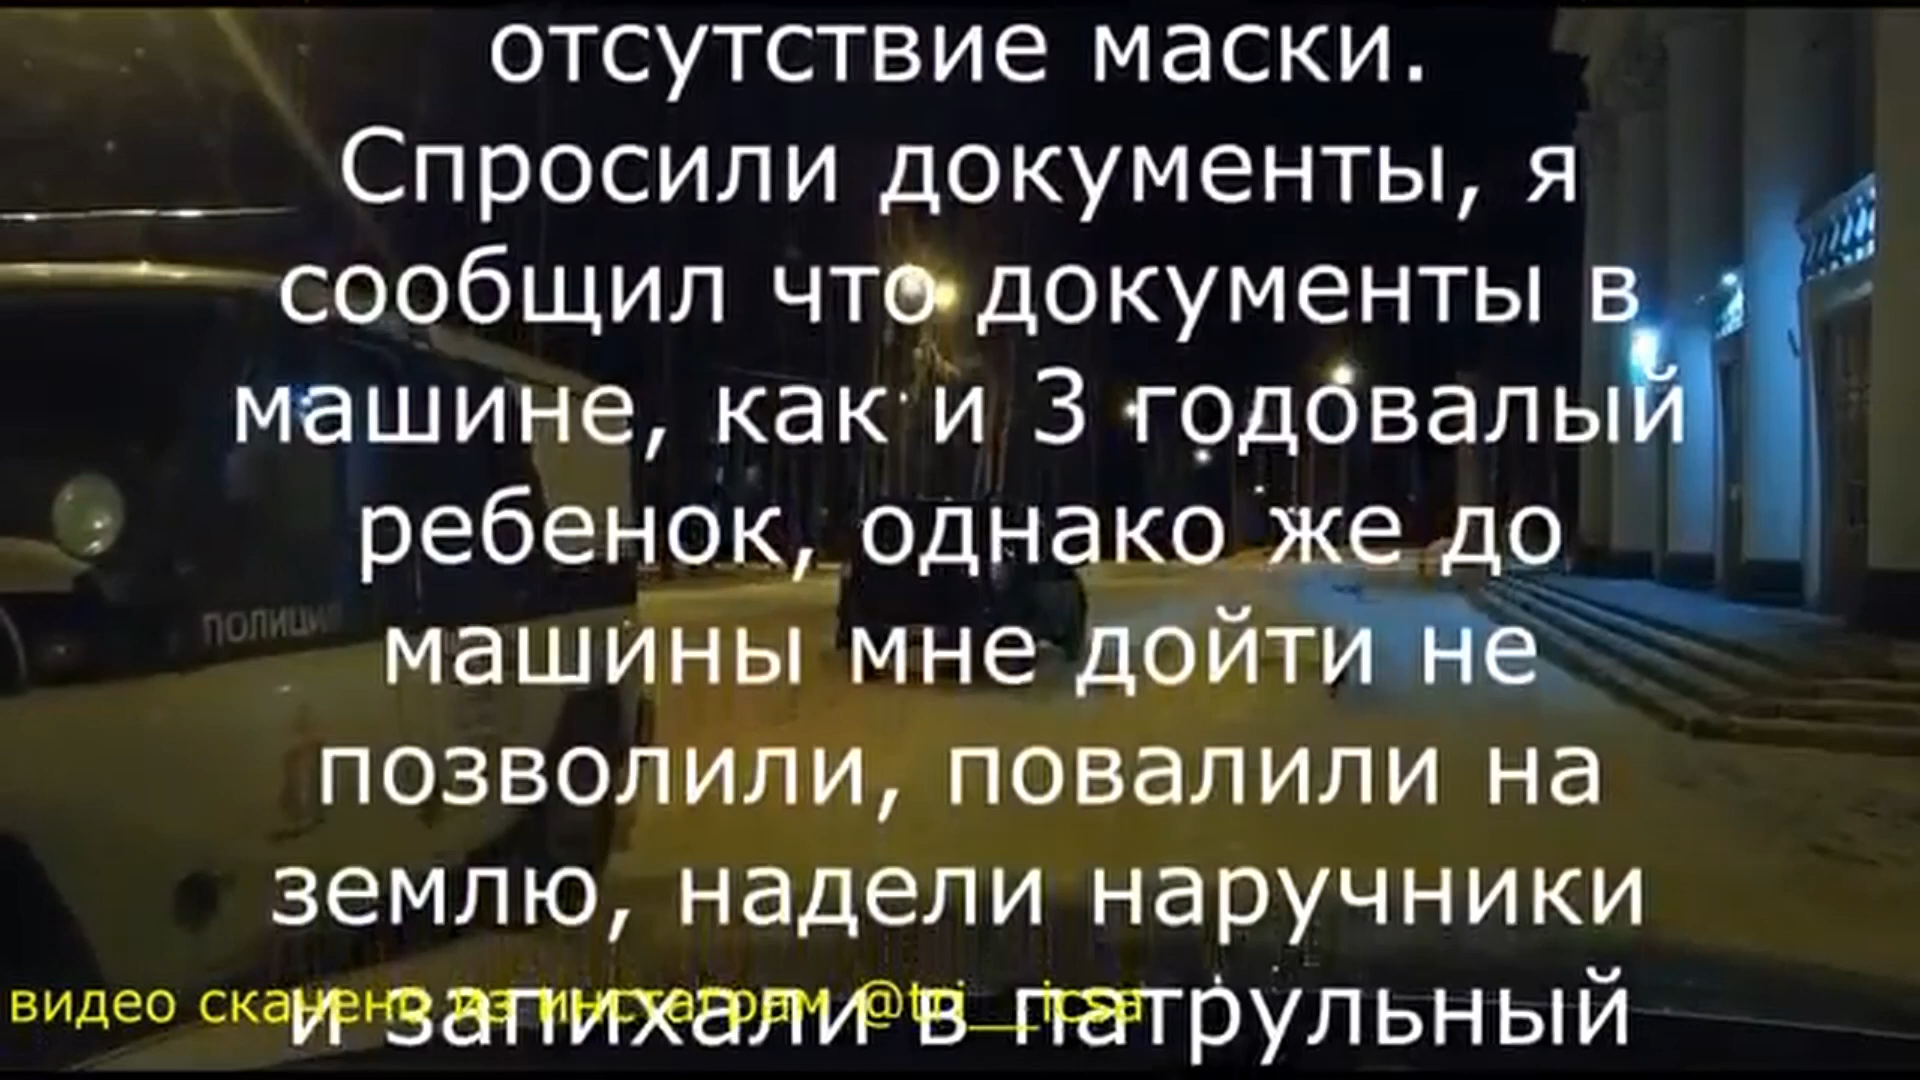 отсутствие маски.
Спросили документы, я
сообщил что документы в
машине, как и 3 годовалый
ребенок, однако же до
машины мне дойти не
позволили, повалили на
землю, надели наручники
и запихали в патрульный
видео скачено из инстаграм
ПОЛИЦИЯ